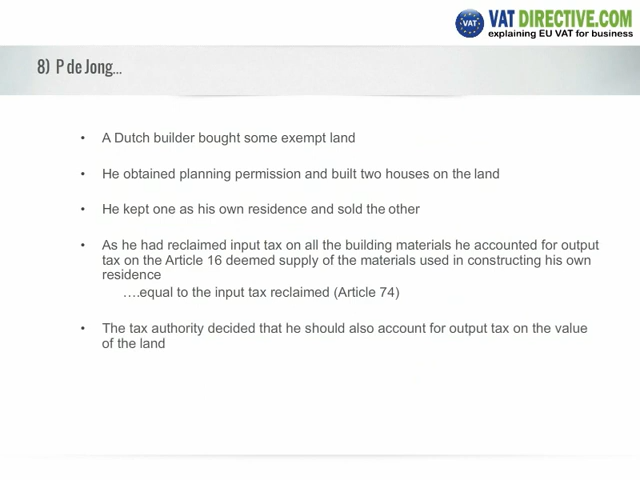 VAT
VAT DIRECTIVE.COM
explaining EU VAT for business
8) P de Jong...
• A Dutch builder bought some exempt land
• He obtained planning permission and built two houses on the land
• He kept one as his own residence and sold the other
• As he had reclaimed input tax on all the building materials he accounted for output
tax on the Article 16 deemed supply of the materials used in constructing his own
residence
….equal to the input tax reclaimed (Article 74)
• The tax authority decided that he should also account for output tax on the value
of the land